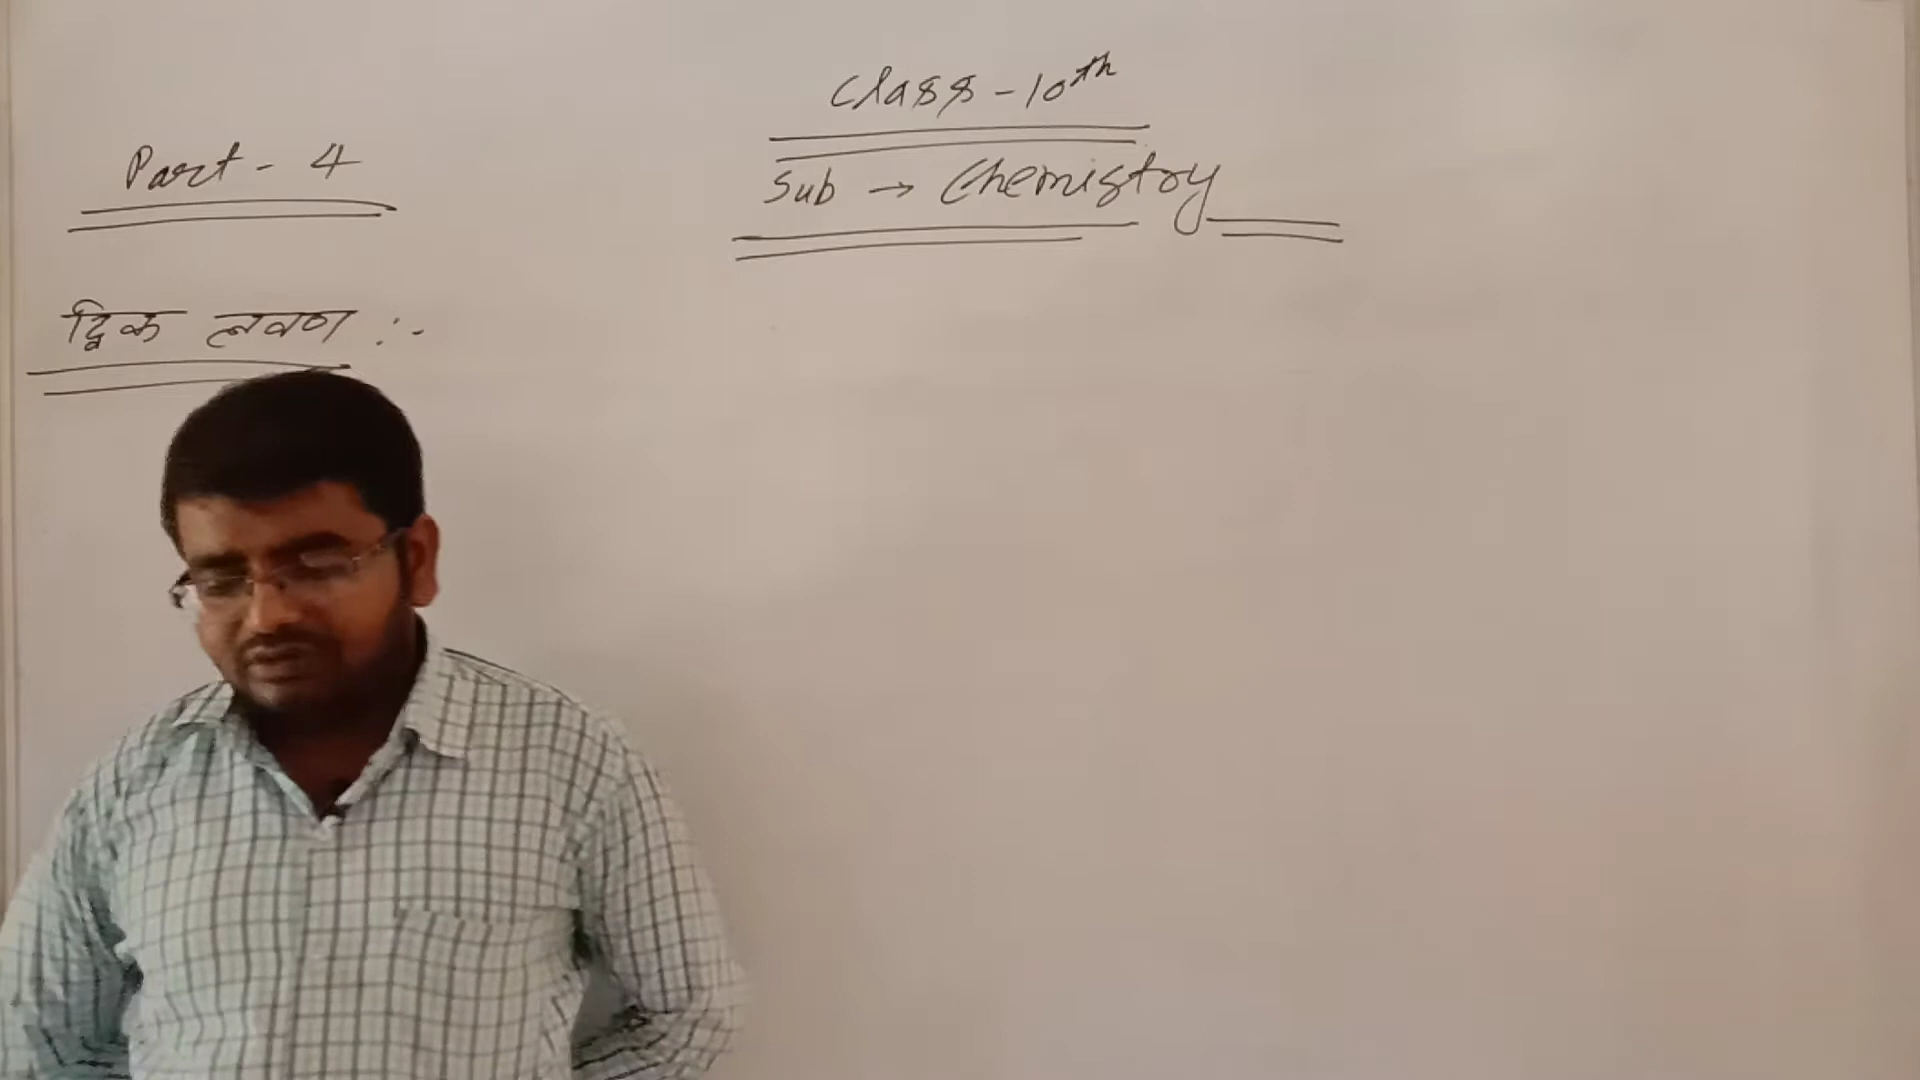 Class - 10th
Part - 4
Sub → Chemistry
द्विक लवण :-